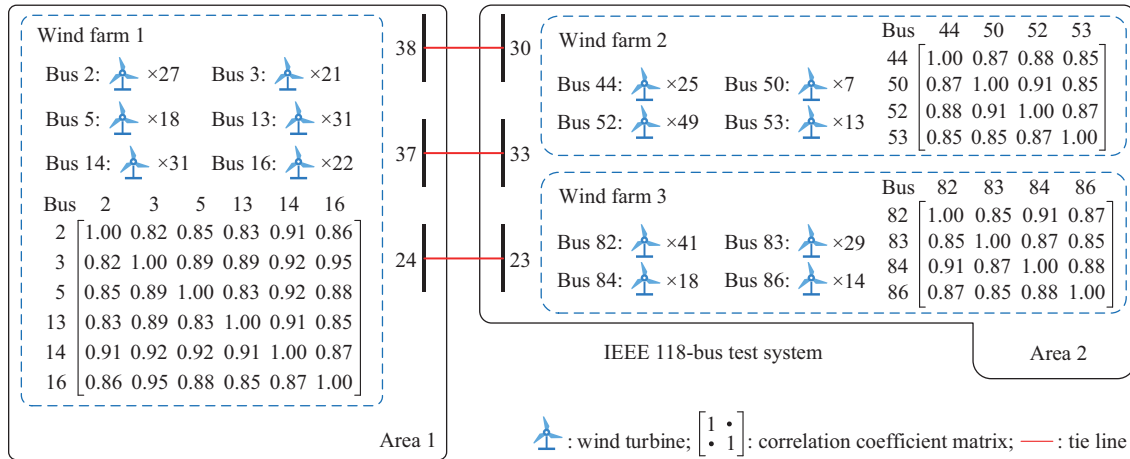 Wind farm 1
Bus 2: ×27 Bus 3: ×21
Bus 5: ×18 Bus 13: ×31
Bus 14: ×31 Bus 16: ×22
Bus 2 3 5 13 14 16
2 1.00 0.82 0.85 0.83 0.91 0.86
3 0.82 1.00 0.89 0.89 0.92 0.95
5 0.85 0.89 1.00 0.83 0.92 0.88
13 0.83 0.89 0.83 1.00 0.91 0.85
14 0.91 0.92 0.92 0.91 1.00 0.87
16 0.86 0.95 0.88 0.85 0.87 1.00
Area 1
38 30
37 33
24 23
Wind farm 2
Bus 44: ×25 Bus 50: ×7
Bus 52: ×49 Bus 53: ×13
Bus 44 50 52 53
44 1.00 0.87 0.88 0.85
50 0.87 1.00 0.91 0.85
52 0.88 0.91 1.00 0.87
53 0.85 0.85 0.87 1.00
Wind farm 3
Bus 82: ×41 Bus 83: ×29
Bus 84: ×18 Bus 86: ×14
Bus 82 83 84 86
82 1.00 0.85 0.91 0.87
83 0.85 1.00 0.87 0.85
84 0.91 0.87 1.00 0.88
86 0.87 0.85 0.88 1.00
IEEE 118-bus test system
Area 2
: wind turbine; [1 • • 1]: correlation coefficient matrix; : tie line